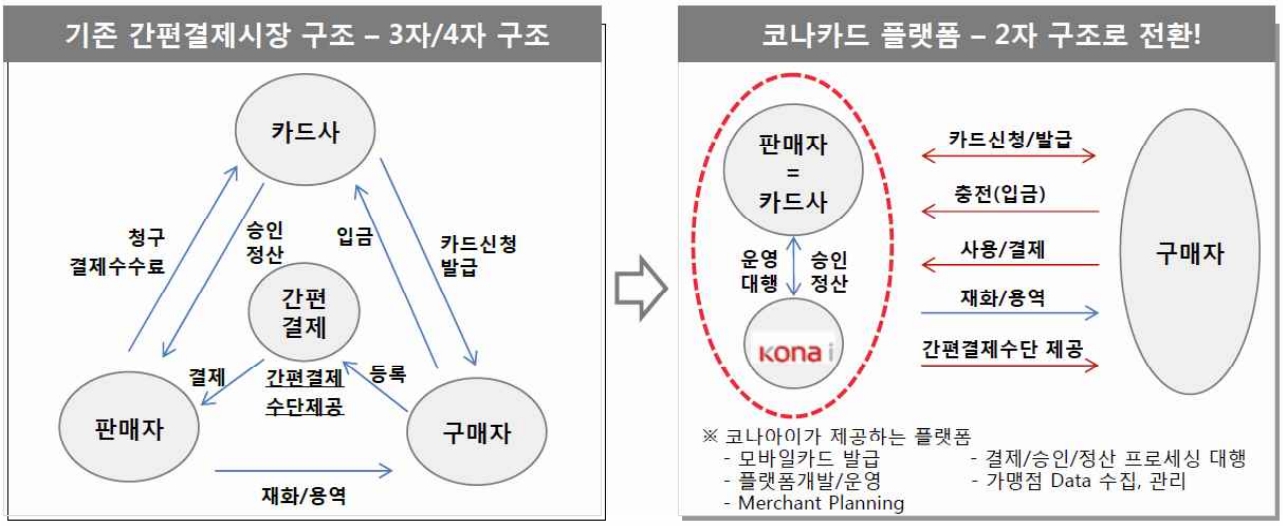 기존 간편결제시장 구조 – 3자/4자 구조
카드사
청구
결제수수료
승인
정산
입금
카드신청
발급
간편
결제
결제
간편결제
수단제공
등록
판매자
구매자
재화/용역
코나카드 플랫폼 – 2자 구조로 전환!
판매자
=
카드사
운영
대행
승인
정산
kona i
카드신청/발급
충전(입금)
사용/결제
재화/용역
간편결제수단 제공
구매자
※ 코나아이가 제공하는 플랫폼
- 모바일카드 발급
- 플랫폼개발/운영
- Merchant Planning
- 결제/승인/정산 프로세싱 대행
- 가맹점 Data 수집, 관리